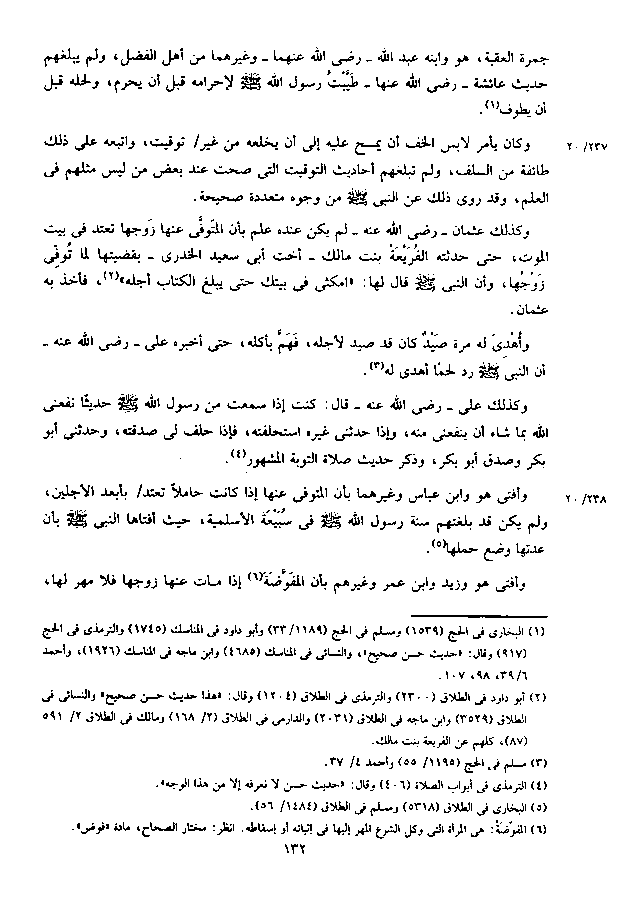 جمرة العقبة، هو وابنه عبد الله ـ رضى الله عنهما ـ وغيرهما من أهل الفضل، ولم يبلغهم
حديث عائشة ـ رضى الله عنها ـ طَيَّبْتُ رسول الله ﷺ لإحرامه قبل أن يحرم، ولحله قبل
أن يطوف(١).
٢٠/٢٣٧ وكان يأمر لابس الخف أن يمسح عليه إلى أن يخلعه من غير/ توقيت، واتبعه على ذلك
طائفة من السلف، ولم تبلغهم أحاديث التوقيت التى صحت عند بعض من ليس مثلهم فى
العلم، وقد روى ذلك عن النبى ﷺ من وجوه متعددة صحيحة.
وكذلك عثمان ـ رضى الله عنه ـ لم يكن عنده علم بأن المتَوفَّى عنها زَوجها تعتد فى بيت
الموت، حتى حدثته الفُرَيْعَةُ بنت مالك ـ أخت أبى سعيد الخدرى ـ بقضيتها لما تُوفِّى
زَوْجُها، وأن النبى ﷺ قال لها: «امكثى فى بيتك حتى يبلغ الكتاب أجله»(٢)، فأخذ به
عثمان.
وأُهْدِىَ له مرة صَيْدٌ كان قد صيد لأجله، فَهَمَّ بأكله، حتى أخبره على ـ رضى الله عنه ـ
أن النبى ﷺ رد لحمًا أهدى له(٣).
وكذلك على ـ رضى الله عنه ـ قال: كنت إذا سمعت من رسول الله ﷺ حديثًا نفعنى
الله بما شاء أن ينفعنى منه، وإذا حدثنى غيره استحلفته، فإذا حلف لى صدقته، وحدثنى أبو
بكر وصدق أبو بكر، وذكر حديث صلاة التوبة المشهور(٤).
٢٠/٢٣٨ وأفتى هو وابن عباس وغيرهما بأن المتوفى عنها إذا كانت حاملاً تعتد/ بأبعد الأجلين،
ولم يكن قد بلغتهم سنة رسول الله ﷺ فى سُبَيْعَة الأسلمية، حيث أفتاها النبى ﷺ بأن
عدتها وضع حملها(٥).
وأفتى هو وزيد وابن عمر وغيرهم بأن المفَوَّضَة(٦) إذا مات عنها زوجها فلا مهر لها،
(١) البخارى فى الحج (١٥٣٩) ومسلم فى الحج (٣٣/١١٨٩) وأبو داود فى المناسك (١٧٤٥) والترمذى فى الحج
(٩١٧) وقال: «حديث حسن صحيح»، والنسائى فى المناسك (٤٦٨٥) وابن ماجه فى المناسك (١٩٢٦)، وأحمد
٦/٣٩، ٩٨، ١٠٧.
(٢) أبو داود فى الطلاق (٢٣٠٠) والترمذى فى الطلاق (١٢٠٤) وقال: «هذا حديث حسن صحيح» والنسائى فى
الطلاق (٣٥٢٩) وابن ماجه فى الطلاق (٢٠٣١) والدارمى فى الطلاق (٢/ ١٦٨) ومالك فى الطلاق ٢/ ٥٩١
(٨٧)، كلهم عن الفريعة بنت مالك.
(٣) مسلم فى الحج (١١٩٥/ ٥٥) وأحمد ٤/ ٣٧.
(٤) الترمذى فى أبواب الصلاة (٤٠٦) وقال: «حديث حسن لا نعرفه إلا من هذا الوجه».
(٥) البخارى فى الطلاق (٥٣١٨) ومسلم فى الطلاق (١٤٨٤/ ٥٦).
(٦) المفوّضَةُ: هى المرأة التى وكل الشرع المهر إليها فى إثباته أو إسقاطه. انظر: مختار الصحاح، مادة «فوض».
١٣٢